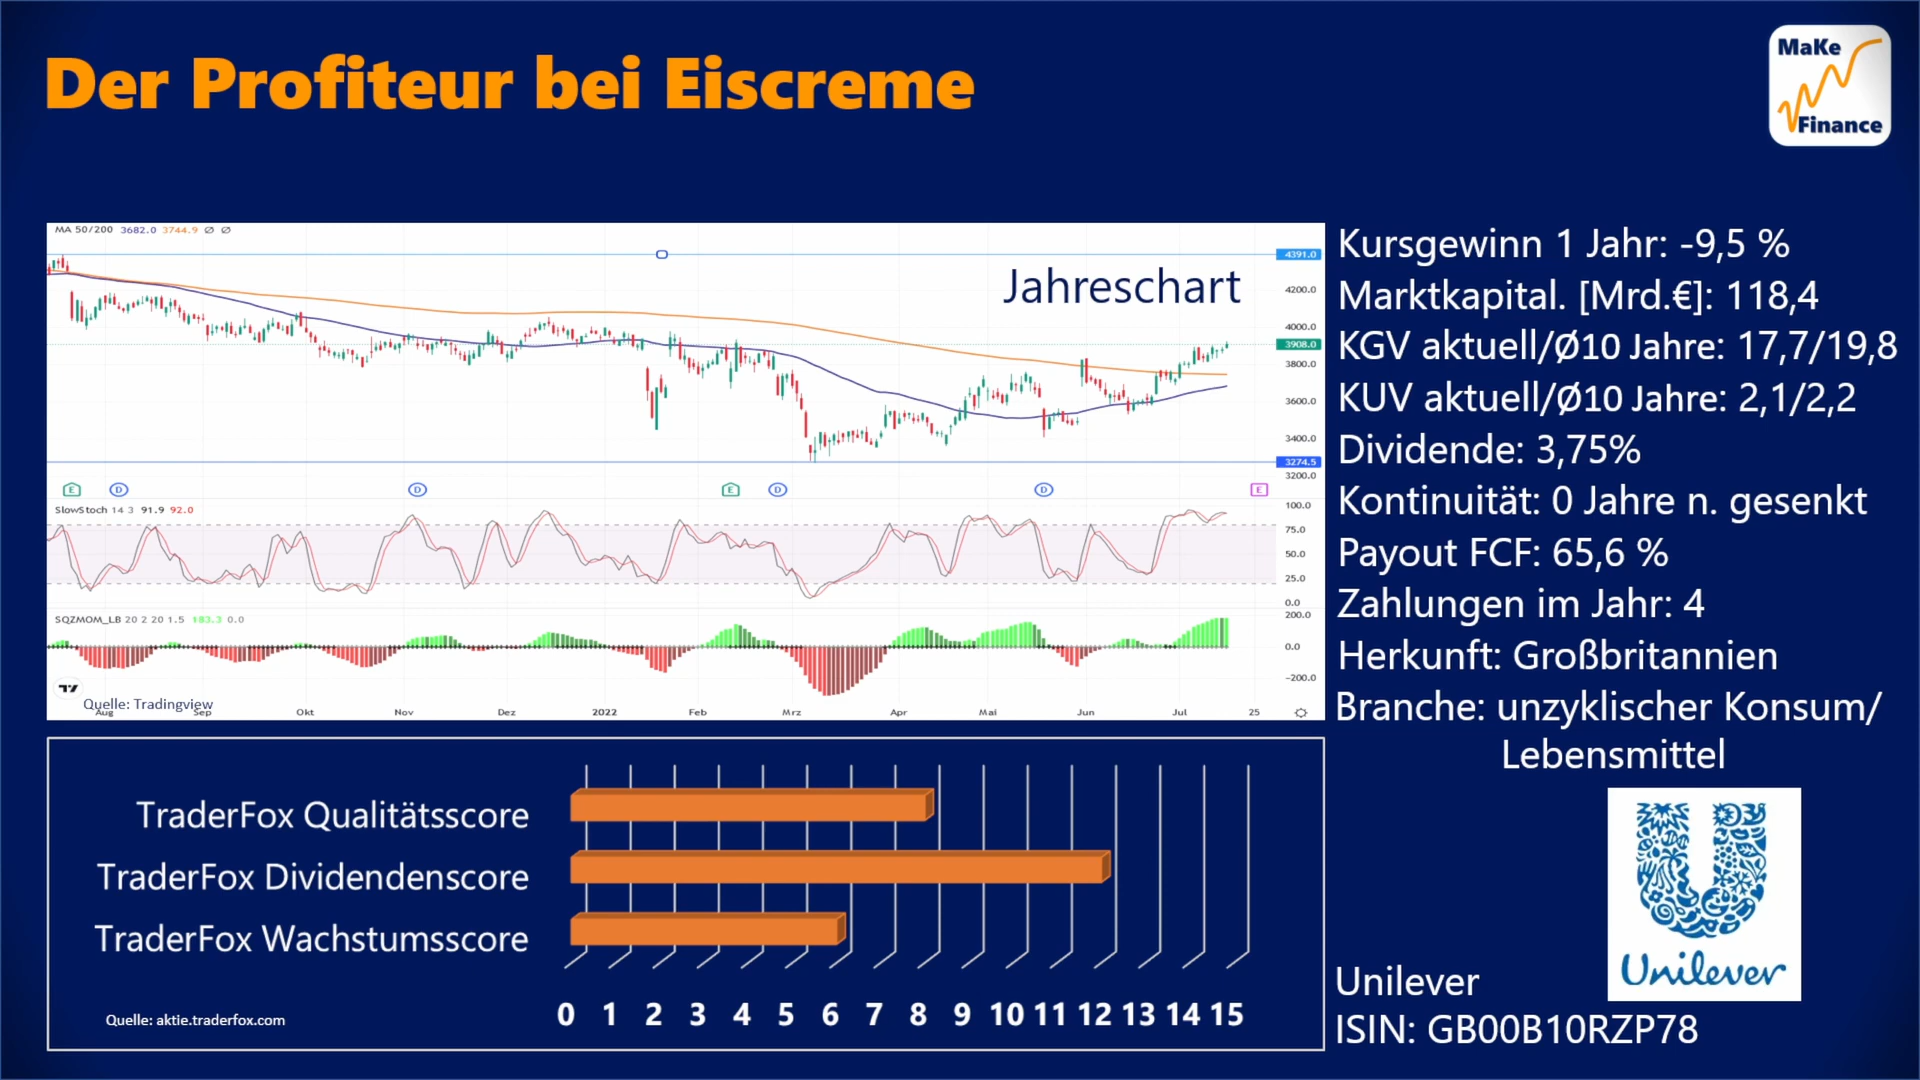 Der Profiteur bei Eiscreme
MaKe
Finance
MA 50/200 3682.0 3744.9 Ø Ø
Jahreschart
4391.0
4200.0
4000.0
3908.0
3800.0
3600.0
3400.0
3274.5
3200.0
E D D E D D E
SlowStoch 14 3 91.9 92.0
100.0
75.0
50.0
25.0
0.0
SQZMOM_LB 20 2 20 1.5 183.3 0.0
200.0
0.0
-200.0
Quelle: Tradingview
Aug Sep Okt Nov Dez 2022 Feb Mrz Apr Mai Jun Jul 25
Kursgewinn 1 Jahr: -9,5 %
Marktkapital. [Mrd.€]: 118,4
KGV aktuell/Ø10 Jahre: 17,7/19,8
KUV aktuell/Ø10 Jahre: 2,1/2,2
Dividende: 3,75%
Kontinuität: 0 Jahre n. gesenkt
Payout FCF: 65,6 %
Zahlungen im Jahr: 4
Herkunft: Großbritannien
Branche: unzyklischer Konsum/
Lebensmittel
TraderFox Qualitätsscore
TraderFox Dividendenscore
TraderFox Wachstumsscore
0 1 2 3 4 5 6 7 8 9 10 11 12 13 14 15
Quelle: aktie.traderfox.com
Unilever
Unilever
ISIN: GB00B10RZP78